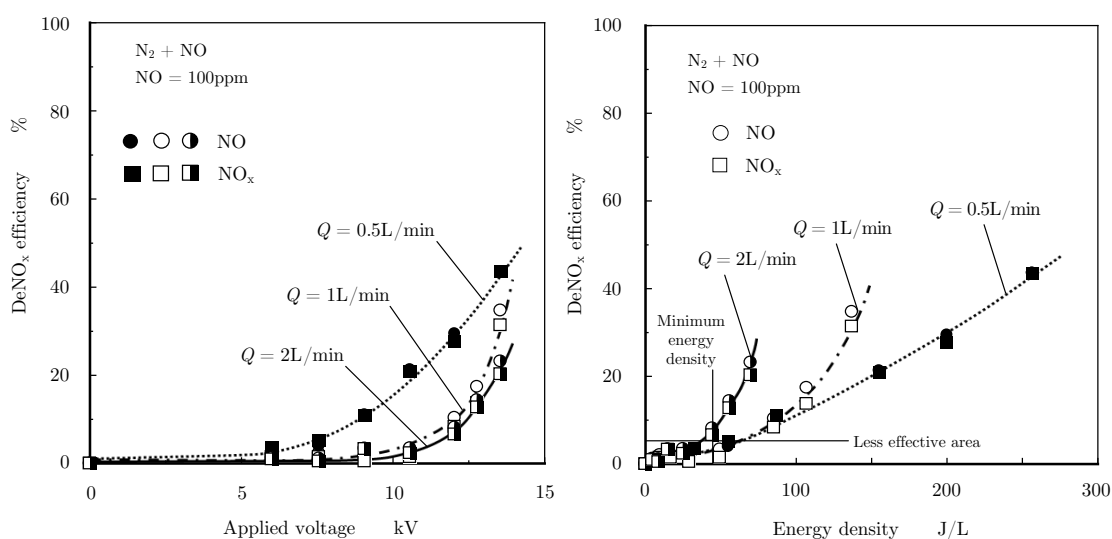 100
80
60
40
20
0
DeNOx efficiency %
N2 + NO
NO = 100ppm
NO
NOx
Q = 0.5L/min
Q = 1L/min
Q = 2L/min
0 5 10 15
Applied voltage kV
100
80
60
40
20
0
DeNOx efficiency %
N2 + NO
NO = 100ppm
NO
NOx
Q = 0.5L/min
Q = 1L/min
Q = 2L/min
Minimum
energy
density
Less effective area
0 100 200 300
Energy density J/L